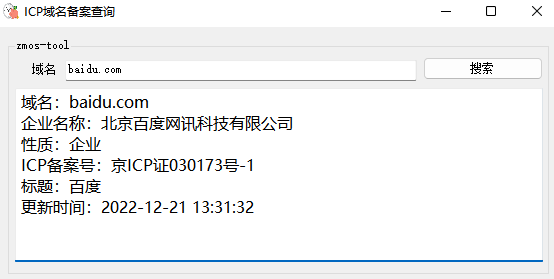 ICP域名备案查询
zmos-tool
域名 baidu.com 搜索
域名：baidu.com
企业名称：北京百度网讯科技有限公司
性质：企业
ICP备案号：京ICP证030173号-1
标题：百度
更新时间：2022-12-21 13:31:32